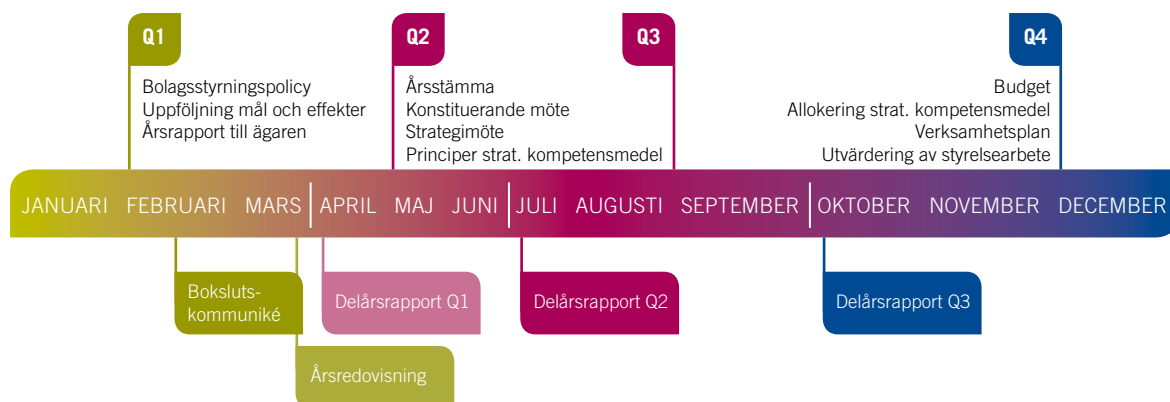 Q1
Bolagsstyrningspolicy
Uppföljning mål och effekter
Årsrapport till ägaren
Q2
Årsstämma
Konstituerande möte
Strategimöte
Principer strat. kompetensmedel
Q3
Q4
Budget
Allokering strat. kompetensmedel
Verksamhetsplan
Utvärdering av styrelsearbete
JANUARI FEBRUARI MARS APRIL MAJ JUNI JULI AUGUSTI SEPTEMBER OKTOBER NOVEMBER DECEMBER
Boksluts-
kommuniké
Delårsrapport Q1
Delårsrapport Q2
Delårsrapport Q3
Årsredovisning